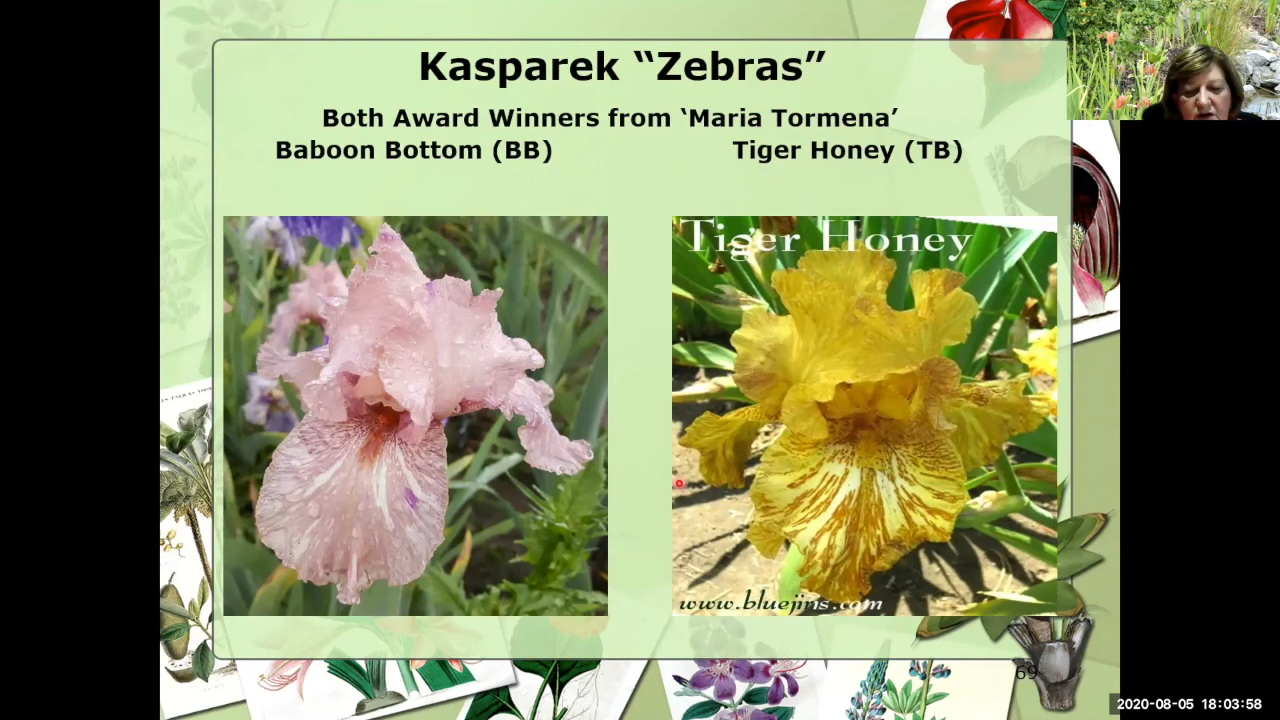 Kasparek “Zebras”
Both Award Winners from ‘Maria Tormena’
Baboon Bottom (BB)
Tiger Honey (TB)
Tiger Honey
www.bluejiris.com
69
2020-08-05 18:03:58